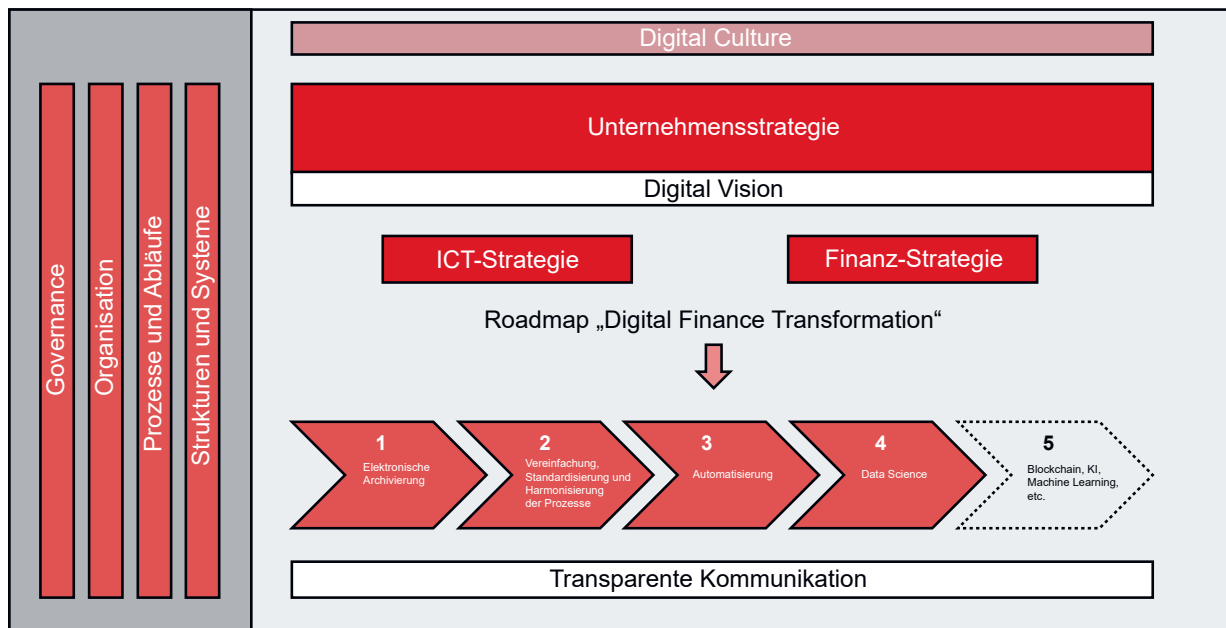 Governance
Organisation
Prozesse und Abläufe
Strukturen und Systeme
Digital Culture
Unternehmensstrategie
Digital Vision
ICT-Strategie
Finanz-Strategie
Roadmap „Digital Finance Transformation“
1
Elektronische
Archivierung
2
Vereinfachung,
Standardisierung und
Harmonisierung
der Prozesse
3
Automatisierung
4
Data Science
5
Blockchain, KI,
Machine Learning,
etc.
Transparente Kommunikation